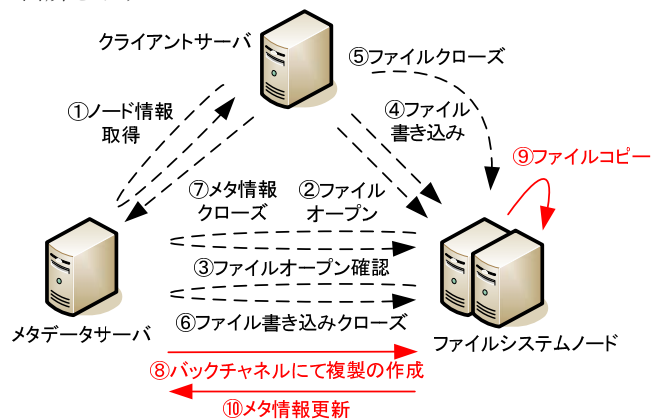 クライアントサーバ
⑤ファイルクローズ
①ノード情報
取得
④ファイル
書き込み
⑨ファイルコピー
⑦メタ情報
クローズ
②ファイル
オープン
③ファイルオープン確認
⑥ファイル書き込みクローズ
メタデータサーバ
ファイルシステムノード
⑧バックチャネルにて複製の作成
⑩メタ情報更新